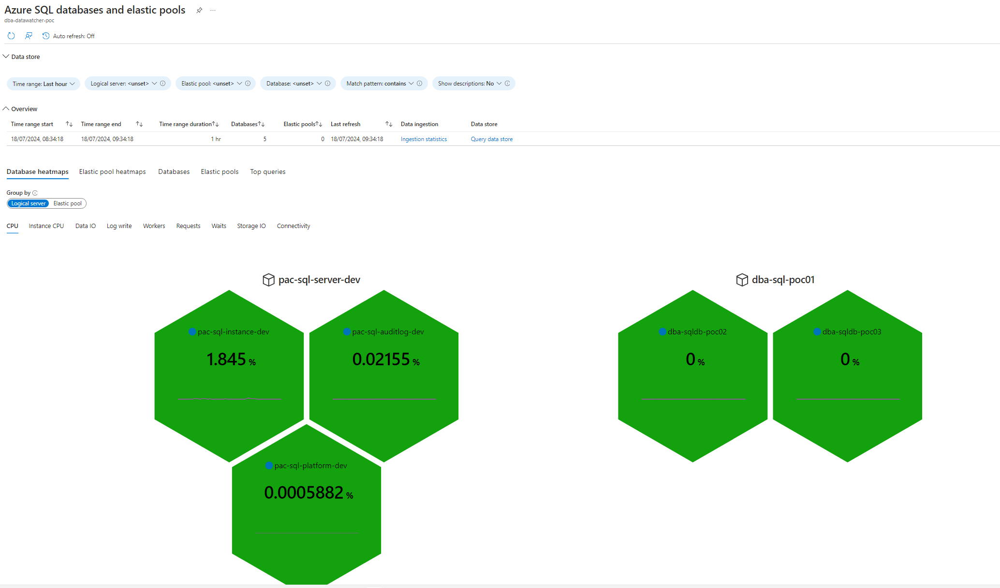 Azure SQL databases and elastic pools ...
dba-datawatcher-poc
Auto refresh: Off
Data store
Time range: Last hour Logical server: <unset> Elastic pool: <unset> Database: <unset> Match pattern: contains Show descriptions: No
Overview
Time range start Time range end Time range duration Databases Elastic pools Last refresh Data ingestion Data store
18/07/2024, 08:34:18 18/07/2024, 09:34:18 1 hr 5 0 18/07/2024, 09:34:18 Ingestion statistics Query data store
Database heatmaps Elastic pool heatmaps Databases Elastic pools Top queries
Group by
Logical server Elastic pool
CPU Instance CPU Data IO Log write Workers Requests Waits Storage IO Connectivity
pac-sql-server-dev dba-sql-poc01
pac-sql-instance-dev pac-sql-auditlog-dev dba-sqldb-poc02 dba-sqldb-poc03
1.845 % 0.02155 % 0 % 0 %
pac-sql-platform-dev
0.0005882 %